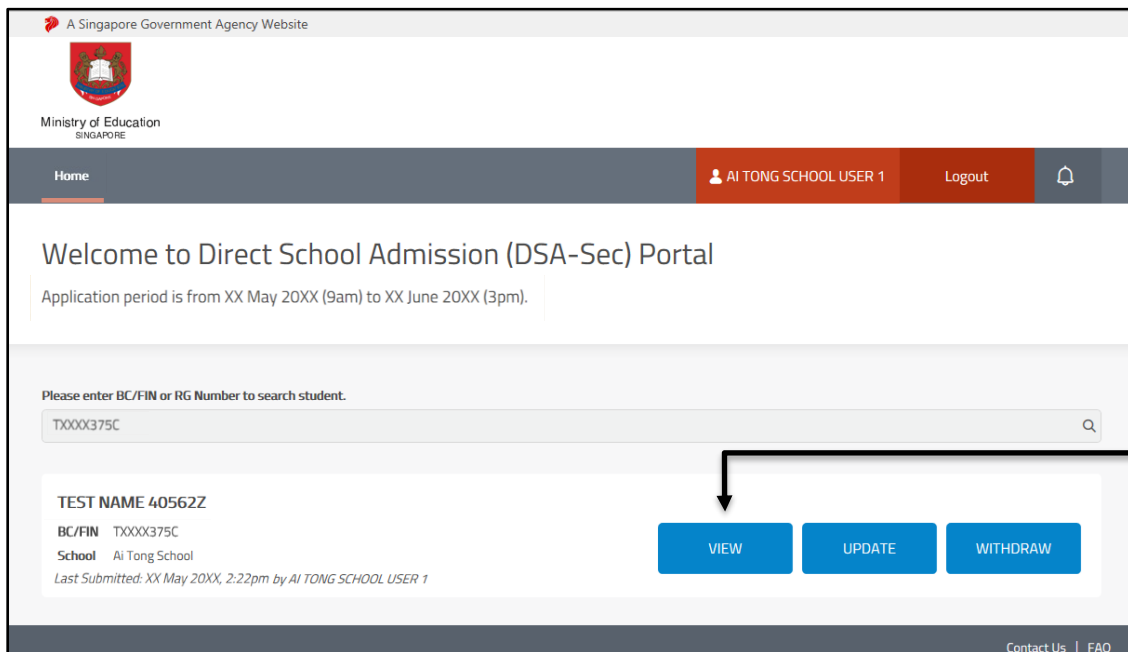 A Singapore Government Agency Website
Ministry of Education
SINGAPORE
Home
AI TONG SCHOOL USER 1
Logout
Welcome to Direct School Admission (DSA-Sec) Portal
Application period is from XX May 20XX (9am) to XX June 20XX (3pm).
Please enter BC/FIN or RG Number to search student.
TXXXX375C
TEST NAME 40562Z
BC/FIN TXXXX375C
School Ai Tong School
Last Submitted: XX May 20XX, 2:22pm by AI TONG SCHOOL USER 1
VIEW
UPDATE
WITHDRAW
Contact Us | FAQ